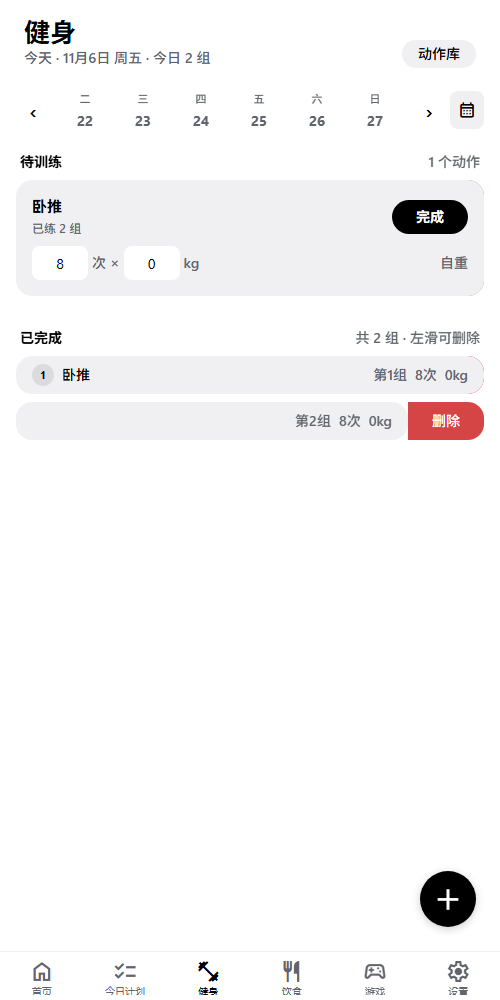 健身
今天 · 11月6日 周五 · 今日 2 组
动作库
‹ 二 三 四 五 六 日 ›
22 23 24 25 26 27
待训练 1 个动作
卧推
已练 2 组
完成
8 次 × 0 kg 自重
已完成 共 2 组 · 左滑可删除
1 卧推 第1组 8次 0kg
第2组 8次 0kg 删除
首页 今日计划 健身 饮食 游戏 设置